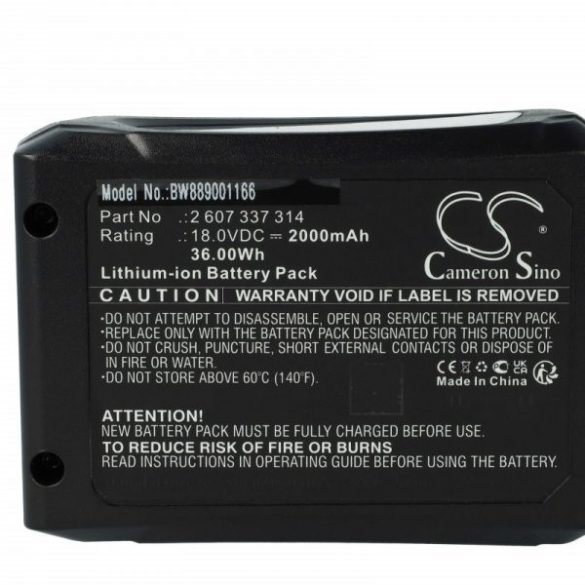 Model No.:BW889001166
Part No .:2 607 337 314
Rating .:18.0VDC ⎓ 2000mAh
36.00Wh
Lithium-ion Battery Pack
CS ®
Cameron Sino
CAUTION WARRANTY VOID IF LABEL IS REMOVED
•DO NOT ATTEMPT TO DISASSEMBLE, OPEN OR SERVICE THE BATTERY PACK.
•REPLACE ONLY WITH THE BATTERY PACK DESIGNATED FOR THIS PRODUCT.
•DO NOT CRUSH, PUNCTURE, SHORT EXTERNAL CONTACTS OR DISPOSE OF
IN FIRE OR WATER.
•DO NOT STORE ABOVE 60°C (140°F).
CE
Made In China
ATTENTION!
NEW BATTERY PACK MUST BE FULLY CHARGED BEFORE USE.
TO REDUCE RISK OF FIRE OR BURNS
READ INSTRUCTIONS IN OPERATING GUIDE BEFORE USING THE BATTERY.